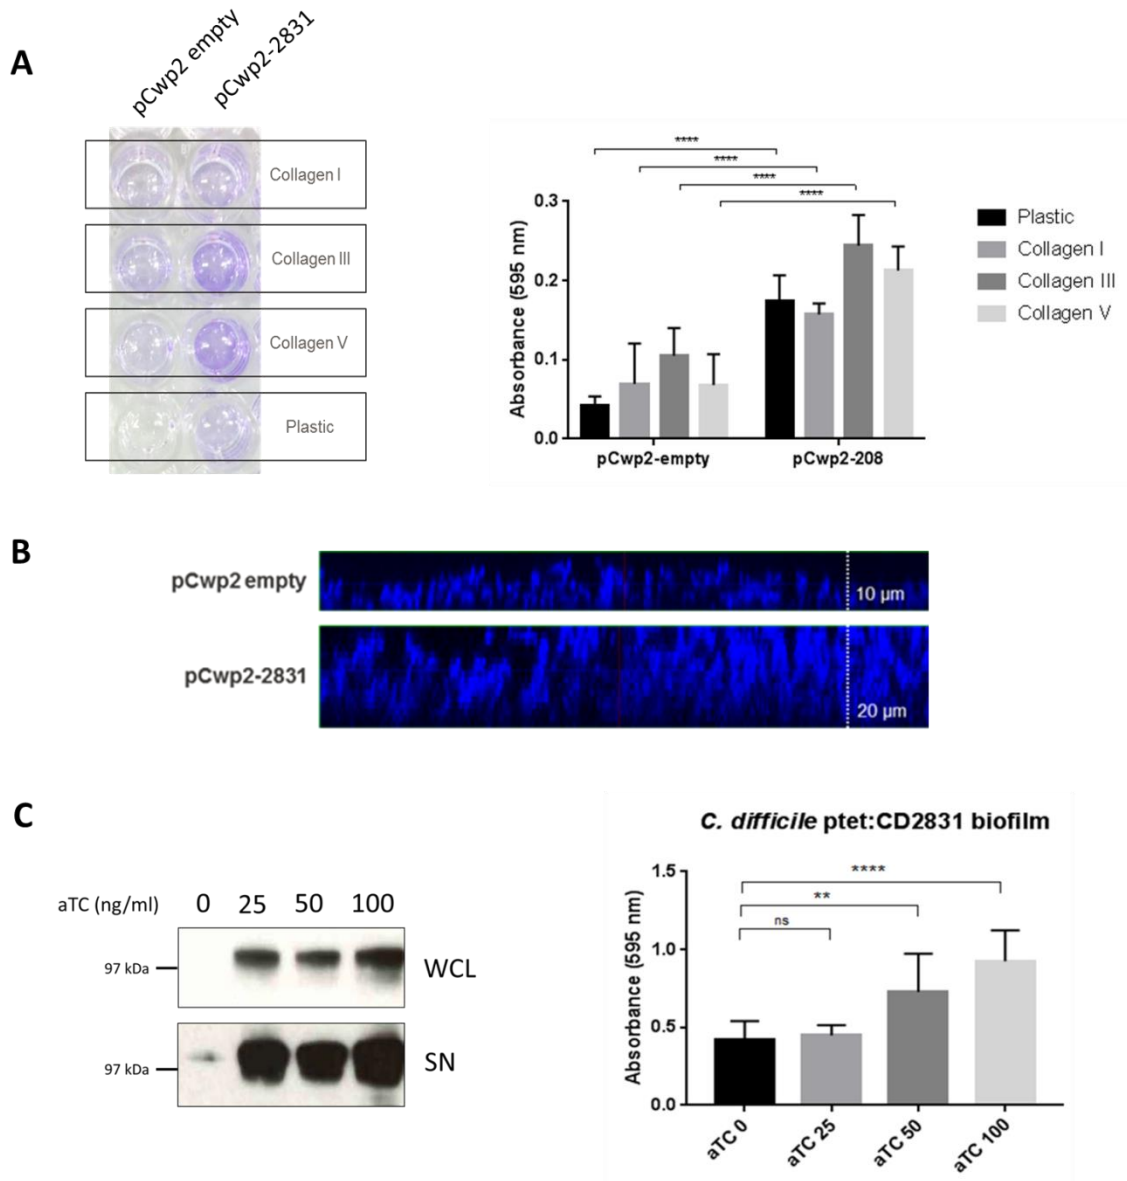 A
pCwp2 empty
pCwp2-2831
Collagen I
Collagen III
Collagen V
Plastic
****
****
****
****
0.3
0.2
0.1
0.0
Absorbance (595 nm)
pCwp2-empty
pCwp2-208
Plastic
Collagen I
Collagen III
Collagen V
B
pCwp2 empty
10 µm
pCwp2-2831
20 µm
C
aTC (ng/ml) 0 25 50 100
97 kDa
WCL
97 kDa
SN
C. difficile ptet:CD2831 biofilm
****
**
ns
1.5
1.0
0.5
0.0
Absorbance (595 nm)
aTC 0
aTC 25
aTC 50
aTC 100